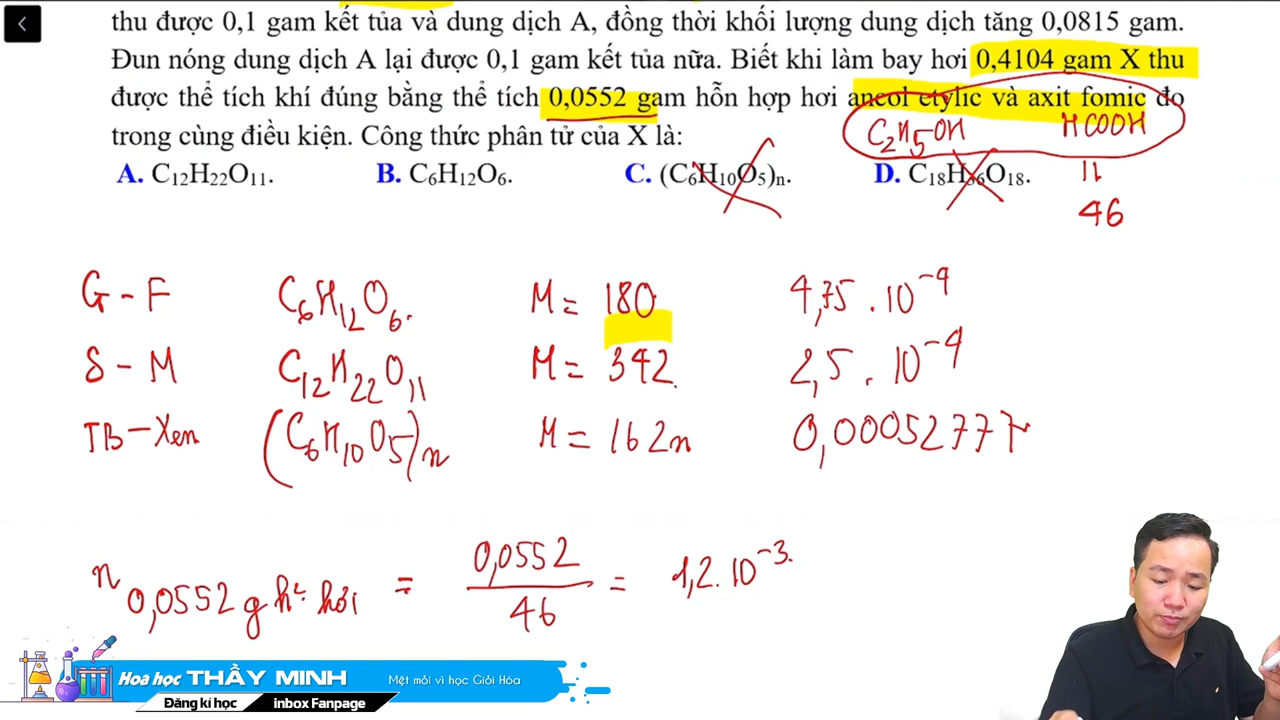 thu được 0,1 gam kết tủa và dung dịch A, đồng thời khối lượng dung dịch tăng 0,0815 gam.
Đun nóng dung dịch A lại được 0,1 gam kết tủa nữa. Biết khi làm bay hơi 0,4104 gam X thu
được thể tích khí đúng bằng thể tích 0,0552 gam hỗn hợp hơi ancol etylic và axit fomic đo
C₂H₅OH HCOOH
trong cùng điều kiện. Công thức phân tử của X là:
A. C₁₂H₂₂O₁₁. B. C₆H₁₂O₆. C. (C₆H₁₀O₅)ₙ. D. C₁₈H₃₆O₁₈.
46
G - F C₆H₁₂O₆. M = 180 4,75 . 10⁻⁴
S - M C₁₂H₂₂O₁₁ M = 342. 2,5 . 10⁻⁴
TB - Xen (C₆H₁₀O₅)n M = 162n 0,00052777
n 0,0552 g h² hơi = 0,0552 / 46 = 1,2.10⁻³.
Hoá học THẦY MINH Mệt mỏi vì học Giỏi Hóa
Đăng kí học inbox Fanpage